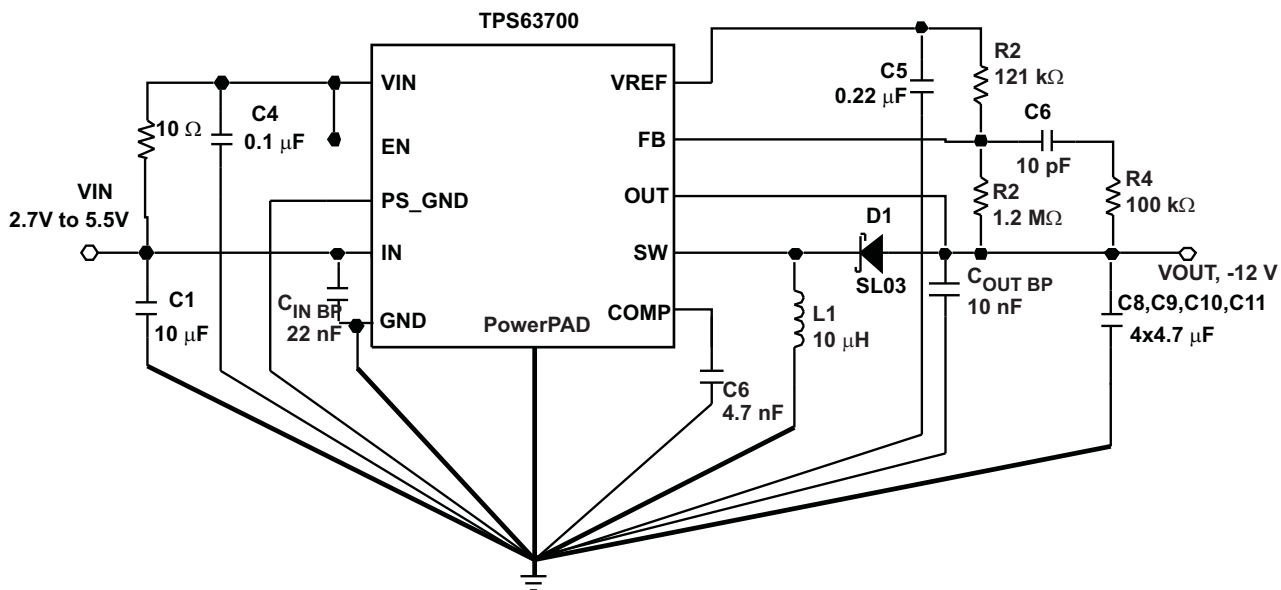 TPS63700
VIN
EN
PS_GND
IN
GND
PowerPAD
VREF
FB
OUT
SW
COMP
10 Ω
C4
0.1 μF
VIN
2.7V to 5.5V
C1
10 μF
C IN BP
22 nF
C5
0.22 μF
R2
121 kΩ
C6
10 pF
R2
1.2 MΩ
R4
100 kΩ
D1
SL03
L1
10 μH
C6
4.7 nF
C OUT BP
10 nF
VOUT, -12 V
C8,C9,C10,C11
4x4.7 μF